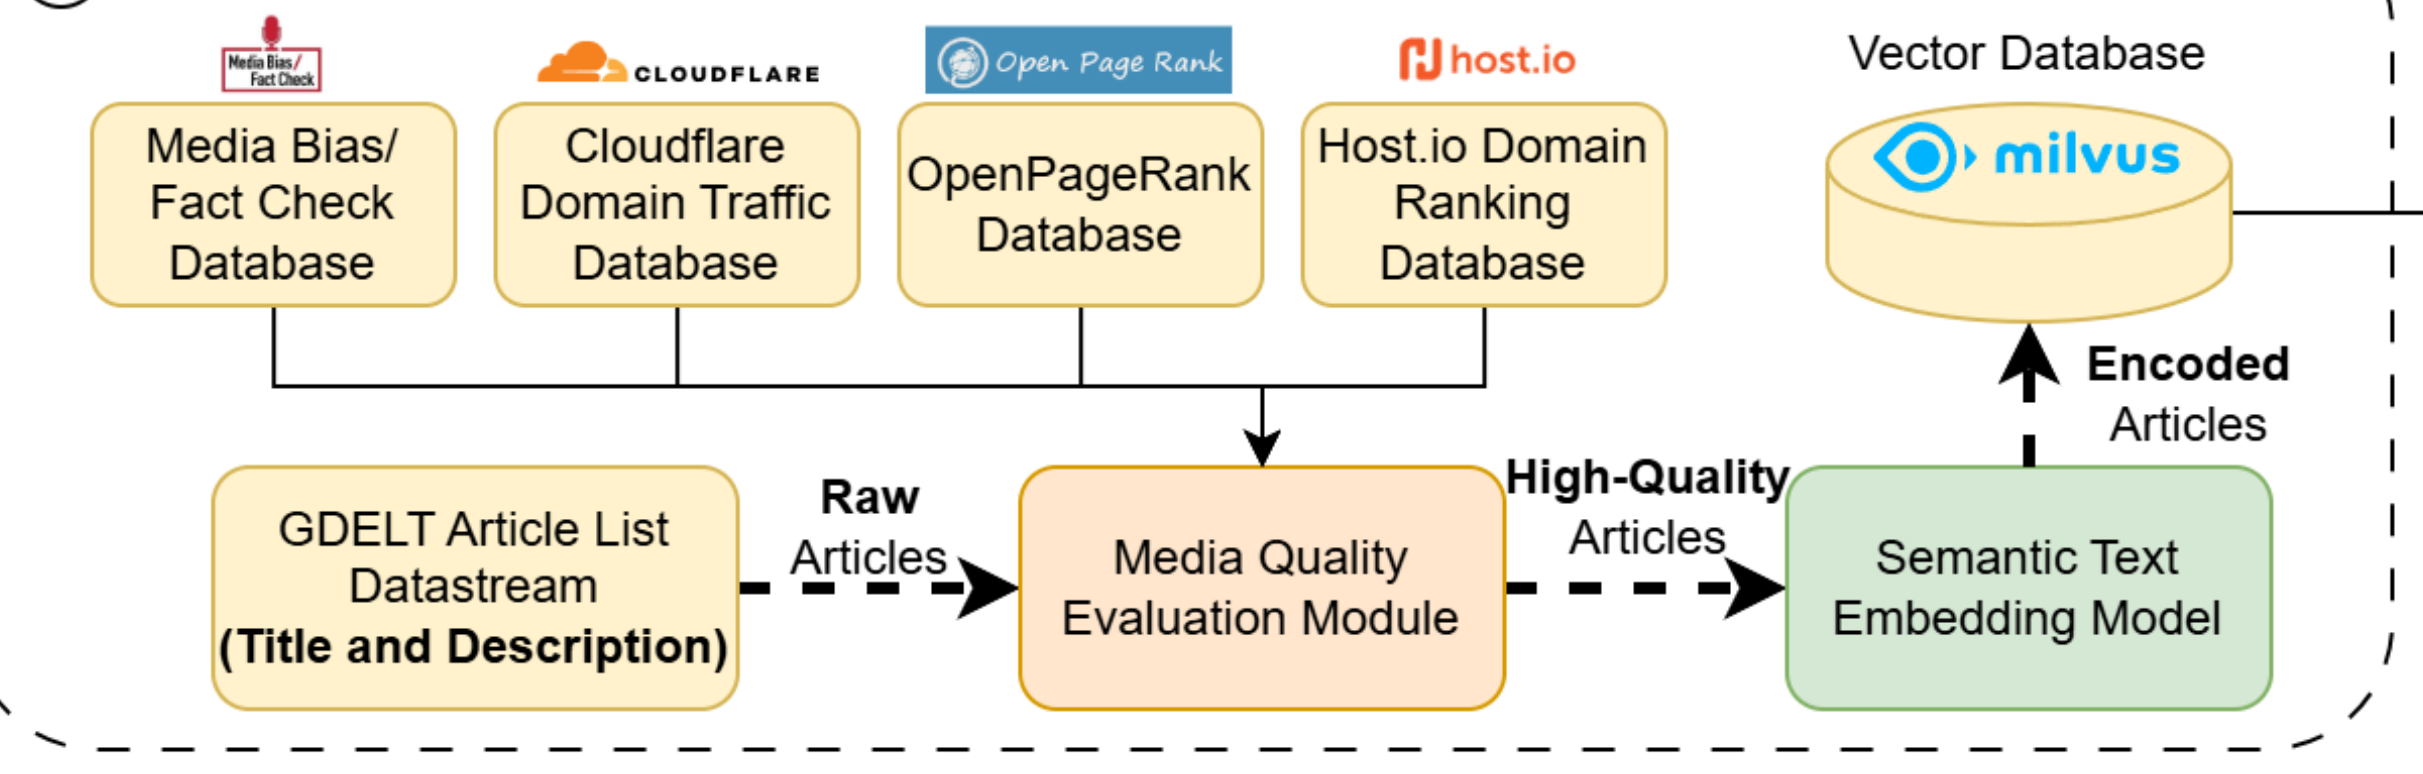 Media Bias/
Fact Check
CLOUDFLARE
Open Page Rank
host.io
Vector Database
Media Bias/
Fact Check
Database
Cloudflare
Domain Traffic
Database
OpenPageRank
Database
Host.io Domain
Ranking
Database
milvus
Encoded
Articles
GDELT Article List
Datastream
(Title and Description)
Raw
Articles
Media Quality
Evaluation Module
High-Quality
Articles
Semantic Text
Embedding Model